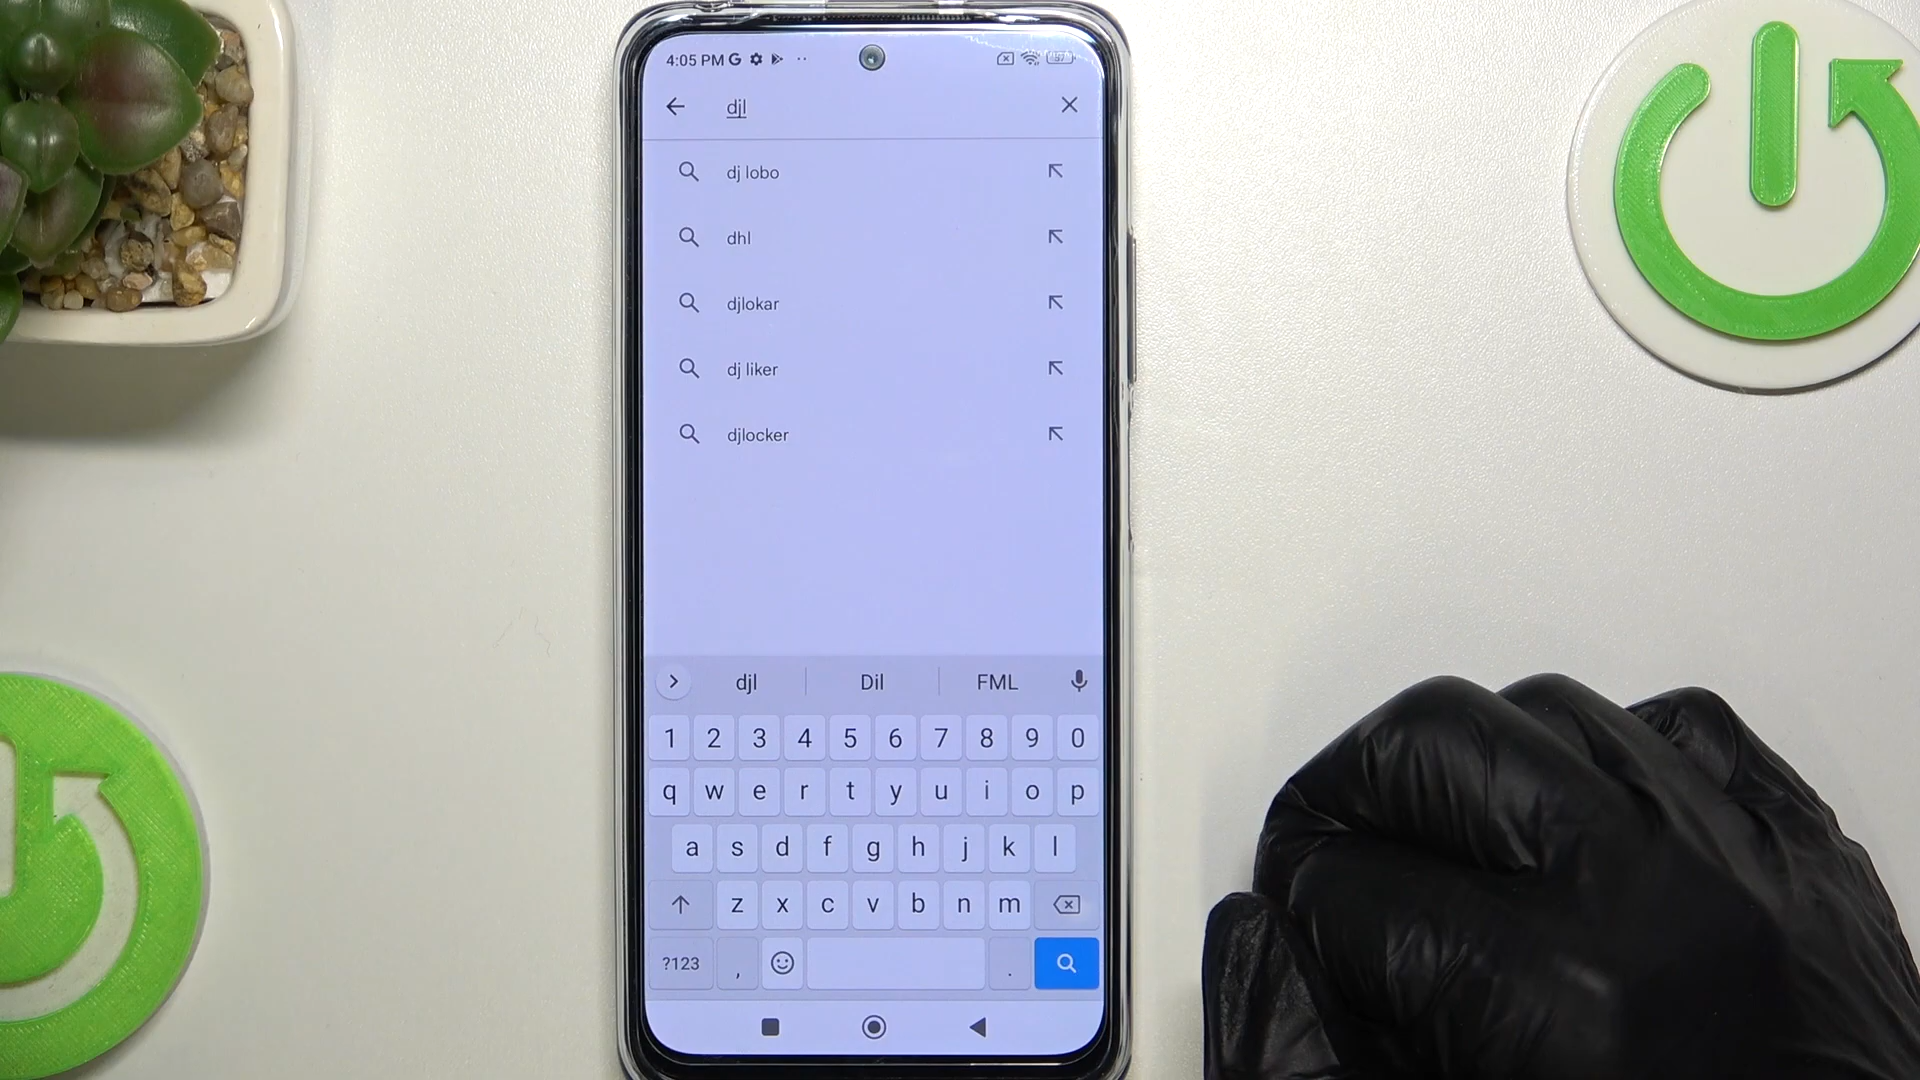 4:05 PM G
87
djl
dj lobo
dhl
djlokar
dj liker
djlocker
djl Dil FML
1 2 3 4 5 6 7 8 9 0
q w e r t y u i o p
a s d f g h j k l
z x c v b n m
?123 , .